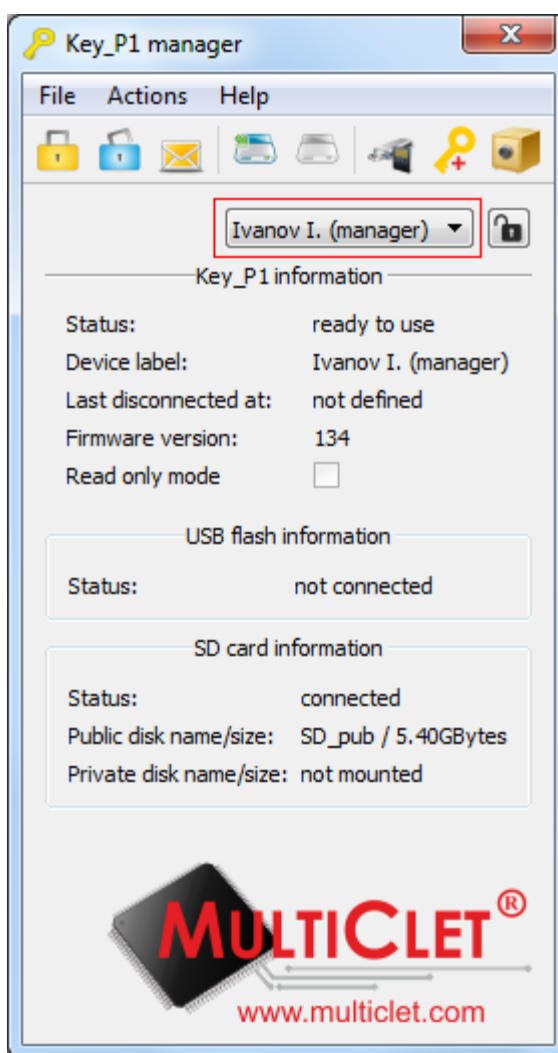 Key_P1 manager
File Actions Help
Ivanov I. (manager)
Key_P1 information
Status: ready to use
Device label: Ivanov I. (manager)
Last disconnected at: not defined
Firmware version: 134
Read only mode
USB flash information
Status: not connected
SD card information
Status: connected
Public disk name/size: SD_pub / 5.40GBytes
Private disk name/size: not mounted
MULTICLET®
www.multiclet.com